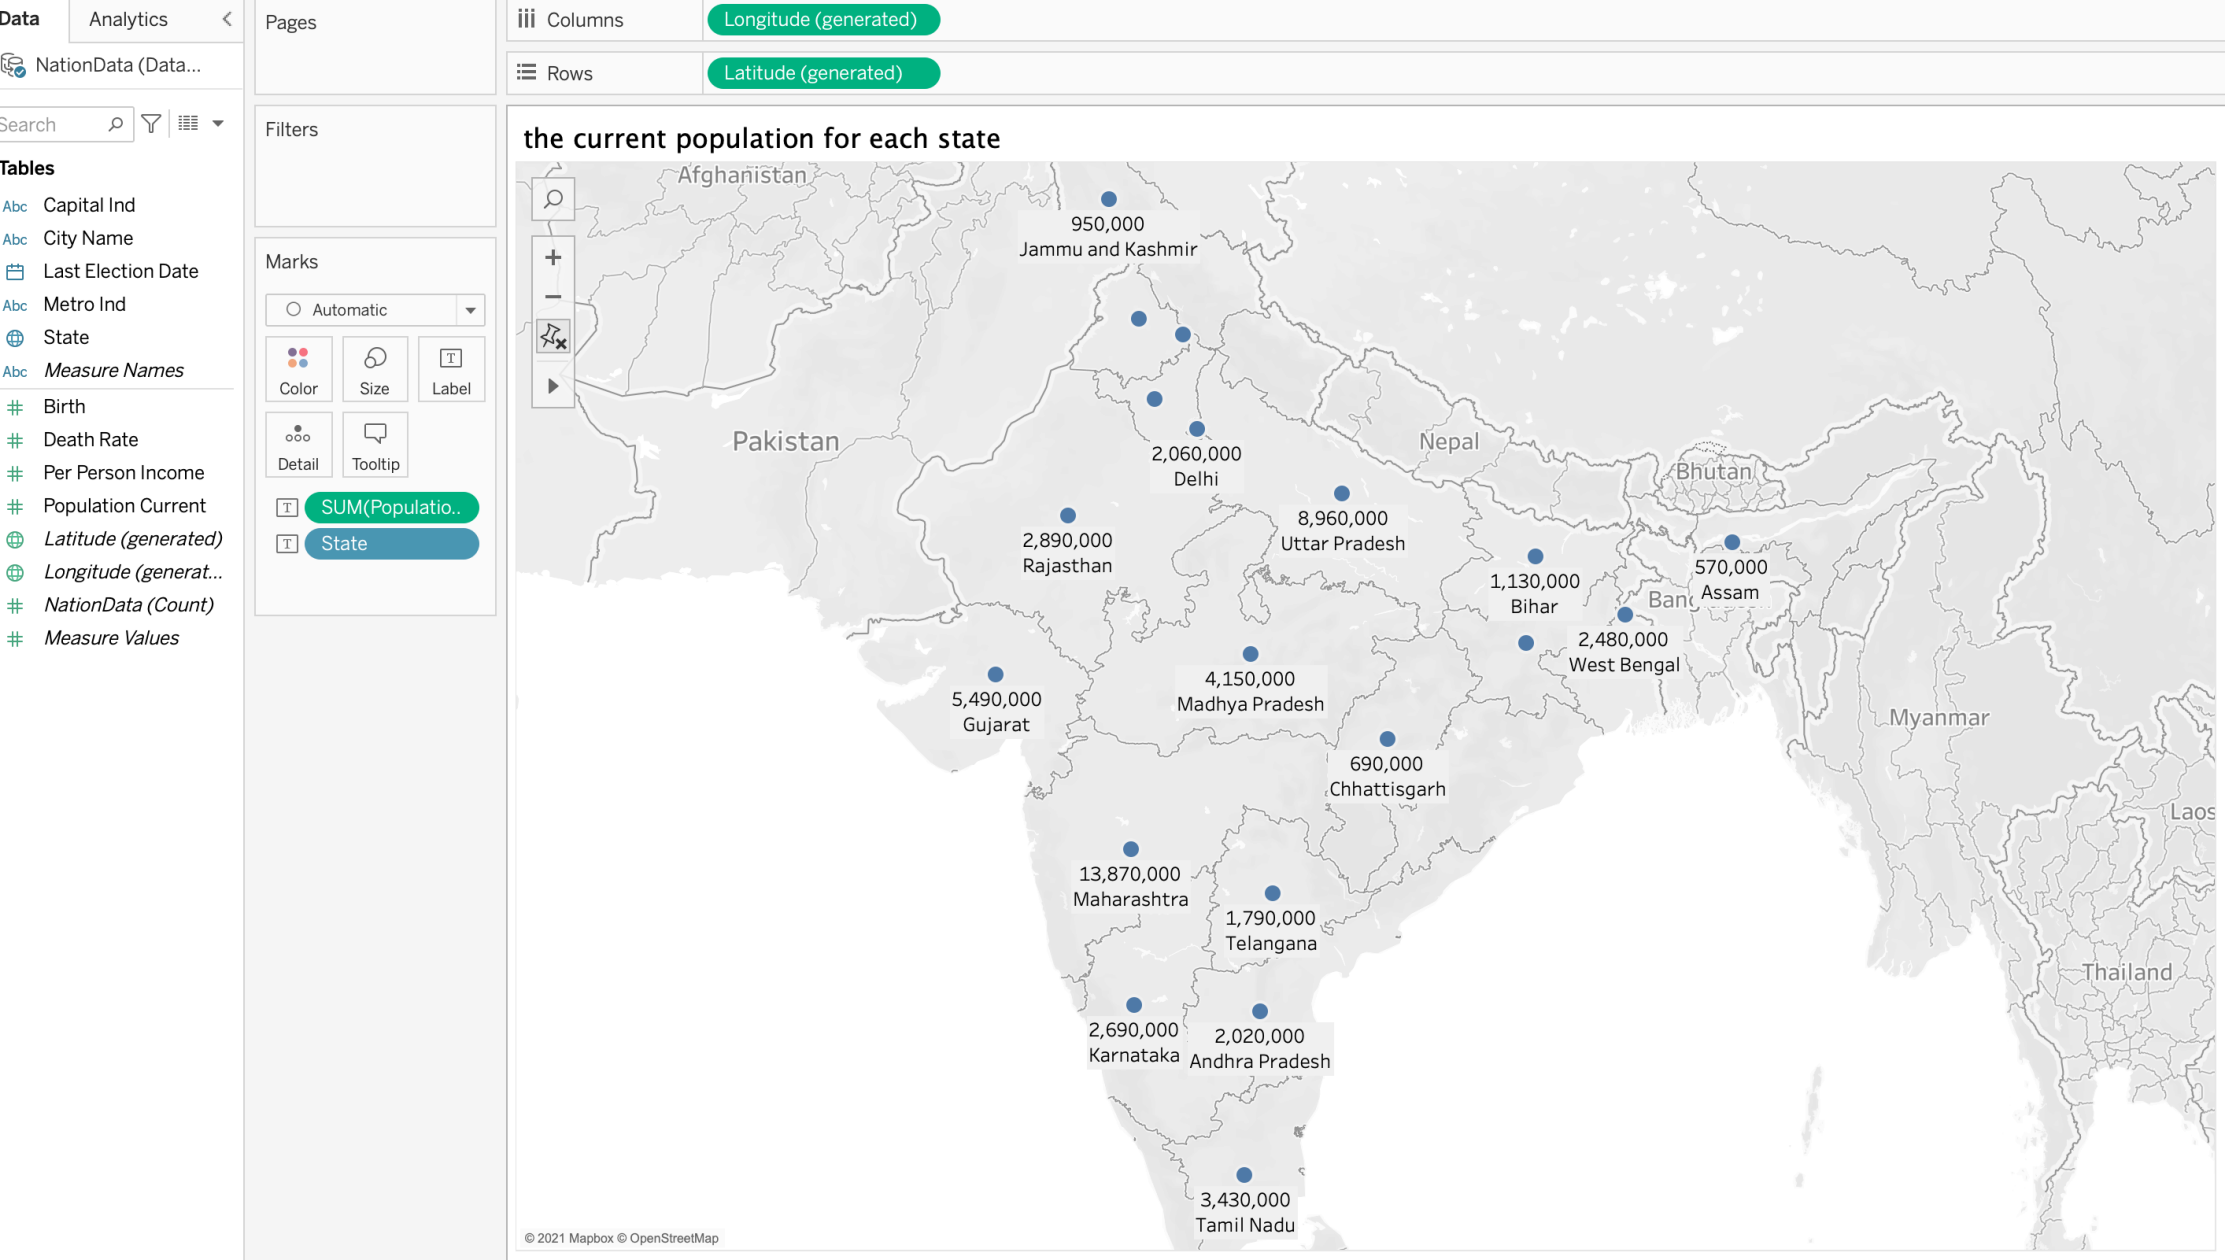 Data
Analytics
NationData (Data...
Search
Tables
Abc Capital Ind
Abc City Name
Last Election Date
Abc Metro Ind
State
Abc Measure Names
Birth
Death Rate
Per Person Income
Population Current
Latitude (generated)
Longitude (generat...
NationData (Count)
Measure Values
Pages
Filters
Marks
Automatic
Color
Size
T
Label
Detail
Tooltip
T SUM(Populatio..
T State
Columns
Longitude (generated)
Rows
Latitude (generated)
the current population for each state
Afghanistan
950,000
Jammu and Kashmir
Pakistan
2,060,000
Delhi
Nepal
Bhutan
2,890,000
Rajasthan
8,960,000
Uttar Pradesh
1,130,000
Bihar
570,000
Assam
2,480,000
West Bengal
5,490,000
Gujarat
4,150,000
Madhya Pradesh
Myanmar
690,000
Chhattisgarh
Laos
13,870,000
Maharashtra
1,790,000
Telangana
Thailand
2,690,000
Karnataka
2,020,000
Andhra Pradesh
3,430,000
Tamil Nadu
© 2021 Mapbox © OpenStreetMap